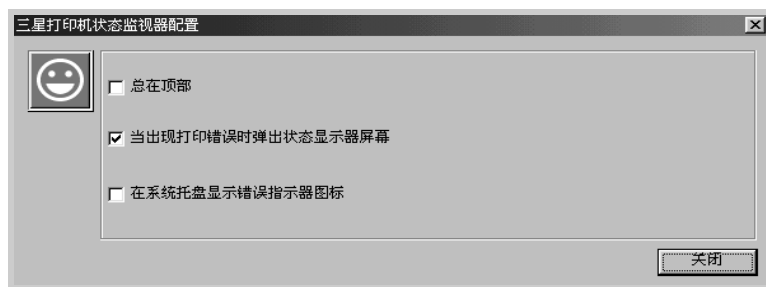 三星打印机状态监视器配置
总在顶部
当出现打印错误时弹出状态显示器屏幕
在系统托盘显示错误指示器图标
关闭